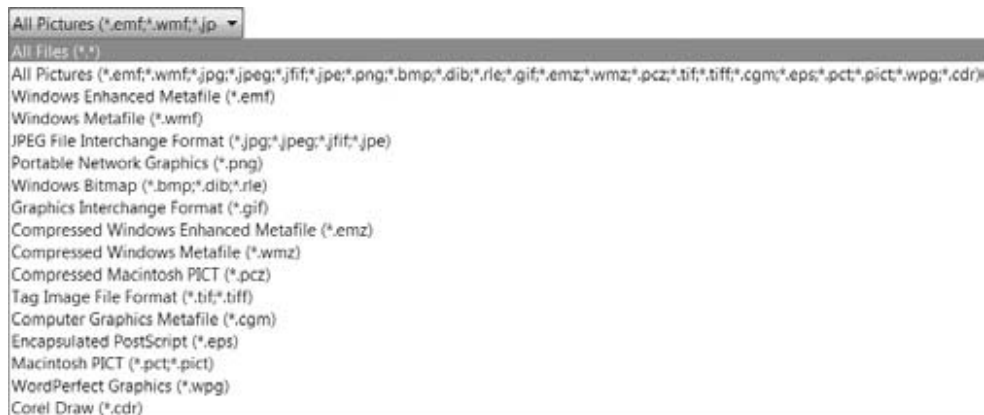 All Pictures (*.emf;*.wmf;*.jp
All Files (*.*)
All Pictures (*.emf;*.wmf;*.jpg;*.jpeg;*.jfif;*.jpe;*.png;*.bmp;*.dib;*.rle;*.gif;*.emz;*.wmz;*.pcz;*.tif;*.tiff;*.cgm;*.eps;*.pct;*.pict;*.wpg;*.cdr)
Windows Enhanced Metafile (*.emf)
Windows Metafile (*.wmf)
JPEG File Interchange Format (*.jpg;*.jpeg;*.jfif;*.jpe)
Portable Network Graphics (*.png)
Windows Bitmap (*.bmp;*.dib;*.rle)
Graphics Interchange Format (*.gif)
Compressed Windows Enhanced Metafile (*.emz)
Compressed Windows Metafile (*.wmz)
Compressed Macintosh PICT (*.pcz)
Tag Image File Format (*.tif;*.tiff)
Computer Graphics Metafile (*.cgm)
Encapsulated PostScript (*.eps)
Macintosh PICT (*.pct;*.pict)
WordPerfect Graphics (*.wpg)
Corel Draw (*.cdr)